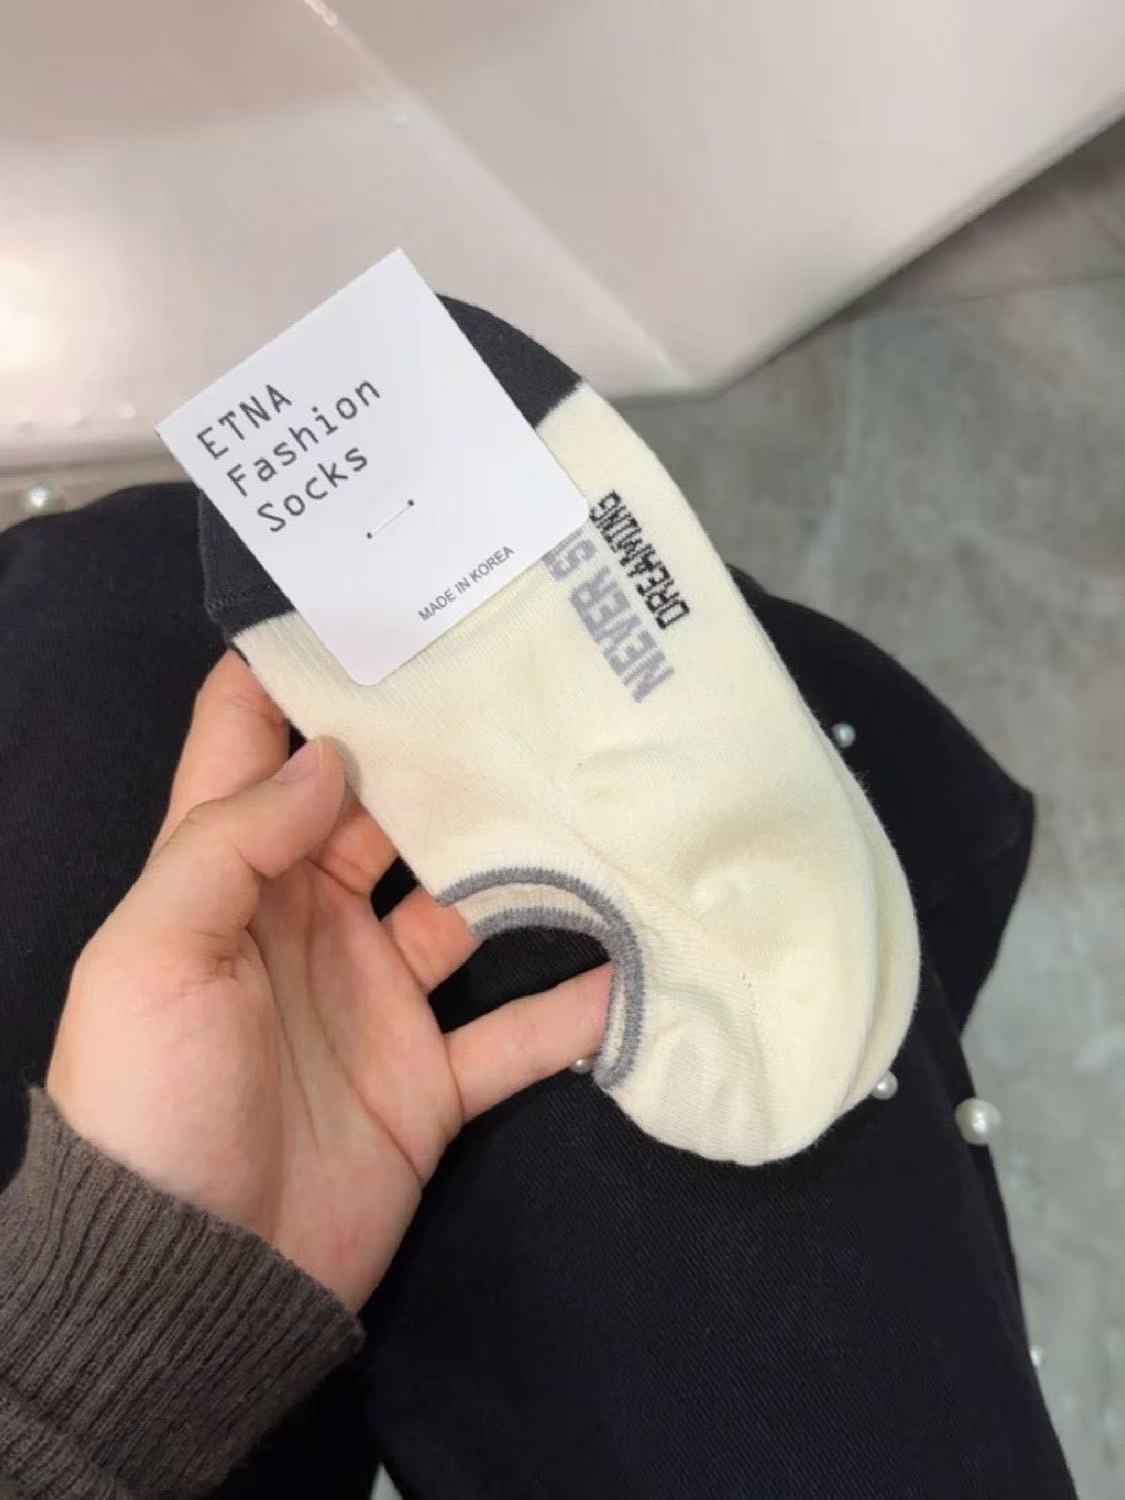 ETNA
Fashion
Socks
MADE IN KOREA
NEVER
DREAMING